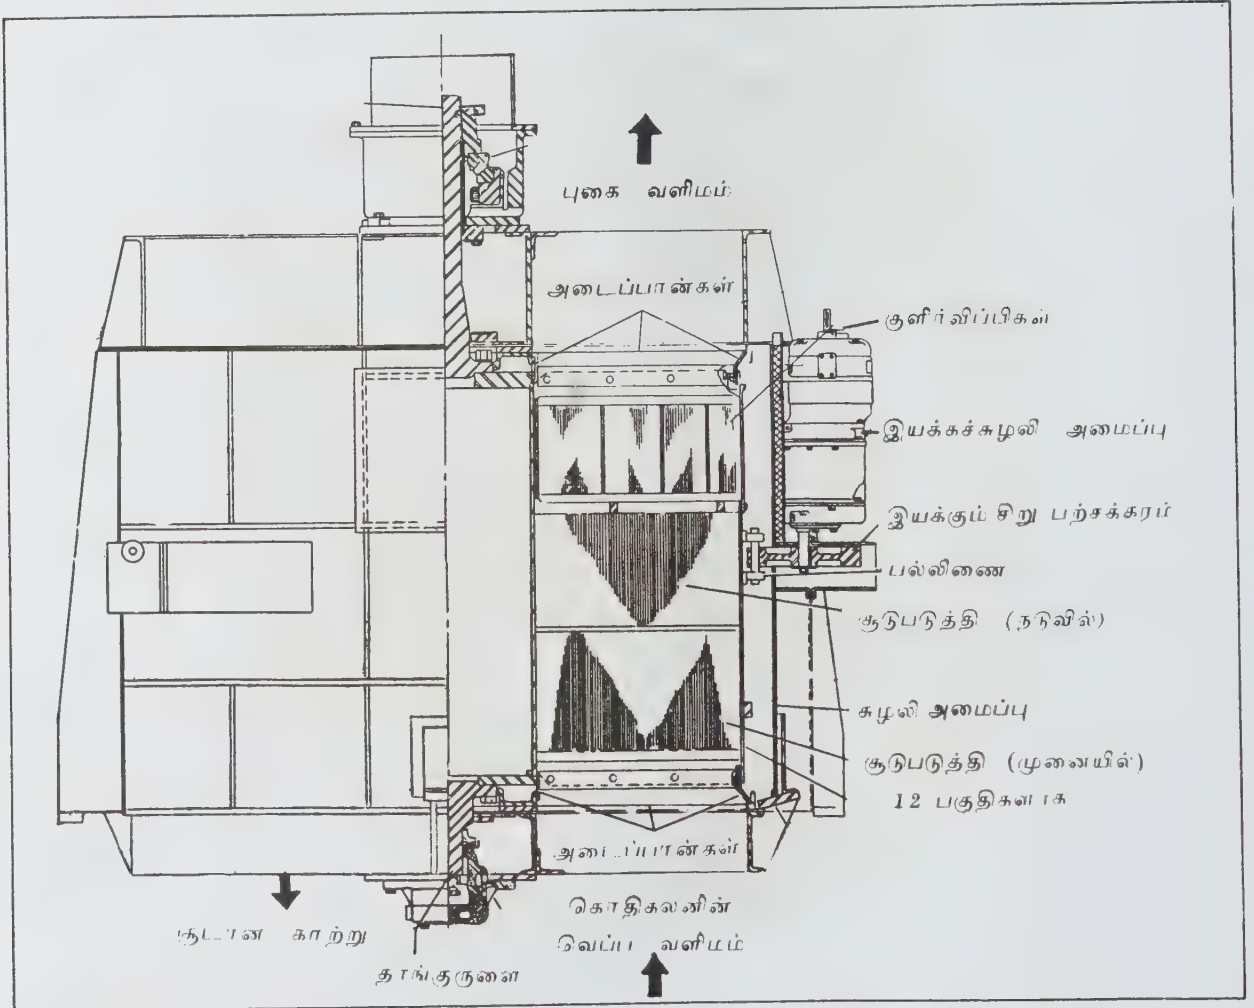 புகை வளிமம்
அடைப்பான்கள்
குளிர்விப்பிகள்
இயக்கச்சுழலி அமைப்பு
இயக்கும் சிறு பற்சக்கரம்
பல்லிணை
சூடுபடுத்தி (நடுவில்)
சுழலி அமைப்பு
சூடுபடுத்தி (முனையில்)
12 பகுதிகளாக
அடைப்பான்கள்
கொதிகலனின்
வெப்ப வளிமம்
சூடான காற்று
தாங்குருளை